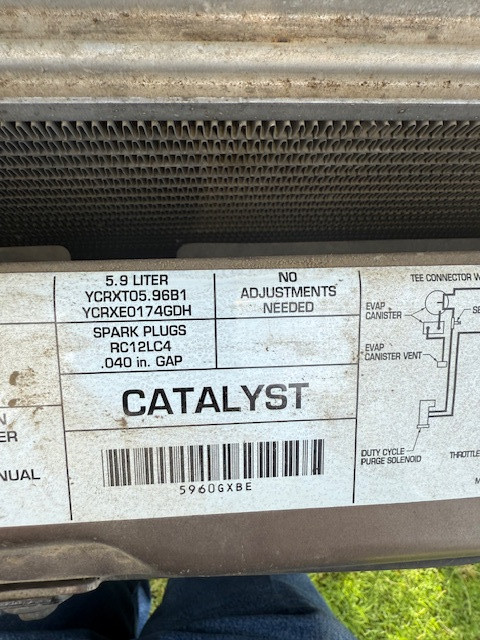 5.9 LITER
YCRXT05.96B1
YCRXE0174GDH
NO
ADJUSTMENTS
NEEDED
SPARK PLUGS
RC12LC4
.040 in. GAP
CATALYST
5960GXBE
ER
NUAL
TEE CONNECTOR W
EVAP
CANISTER
SE
EVAP
CANISTER VENT
DUTY CYCLE
PURGE SOLENOID
THROTTLE
M